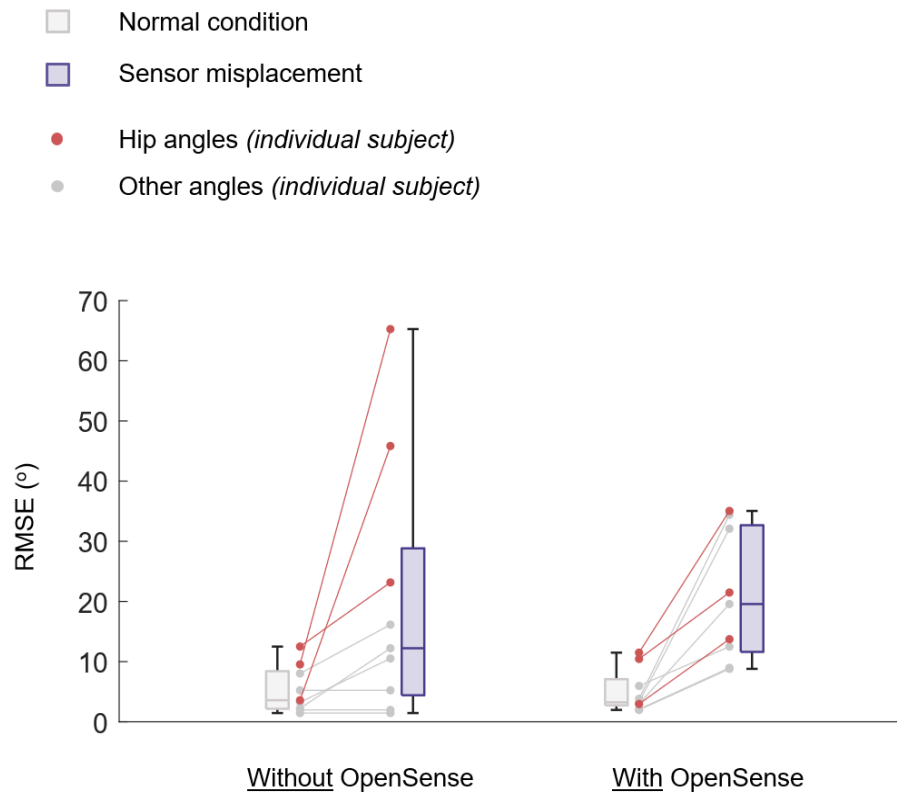 Normal condition
Sensor misplacement
Hip angles (individual subject)
Other angles (individual subject)
70
60
50
40
30
20
10
0
RMSE (º)
Without OpenSense
With OpenSense